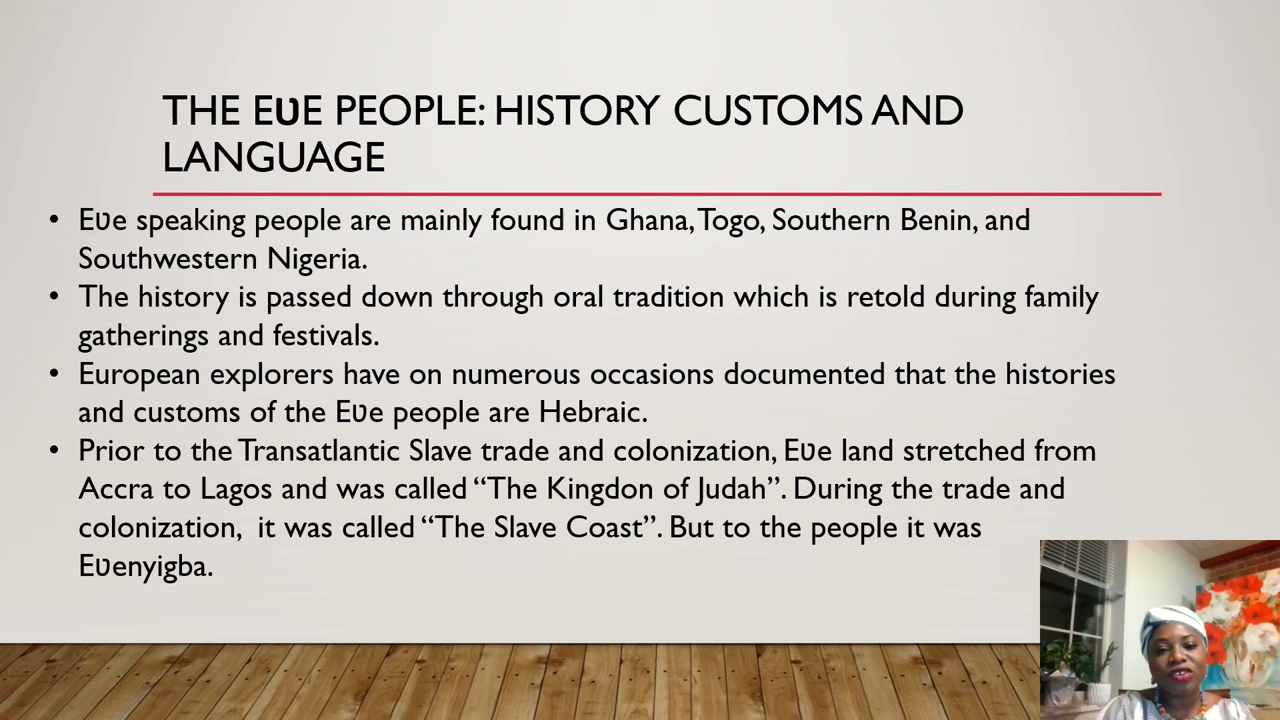 THE EƲE PEOPLE: HISTORY CUSTOMS AND
LANGUAGE
• Eʋe speaking people are mainly found in Ghana, Togo, Southern Benin, and
Southwestern Nigeria.
• The history is passed down through oral tradition which is retold during family
gatherings and festivals.
• European explorers have on numerous occasions documented that the histories
and customs of the Eʋe people are Hebraic.
• Prior to the Transatlantic Slave trade and colonization, Eʋe land stretched from
Accra to Lagos and was called “The Kingdon of Judah”. During the trade and
colonization, it was called “The Slave Coast”. But to the people it was
Eʋenyigba.